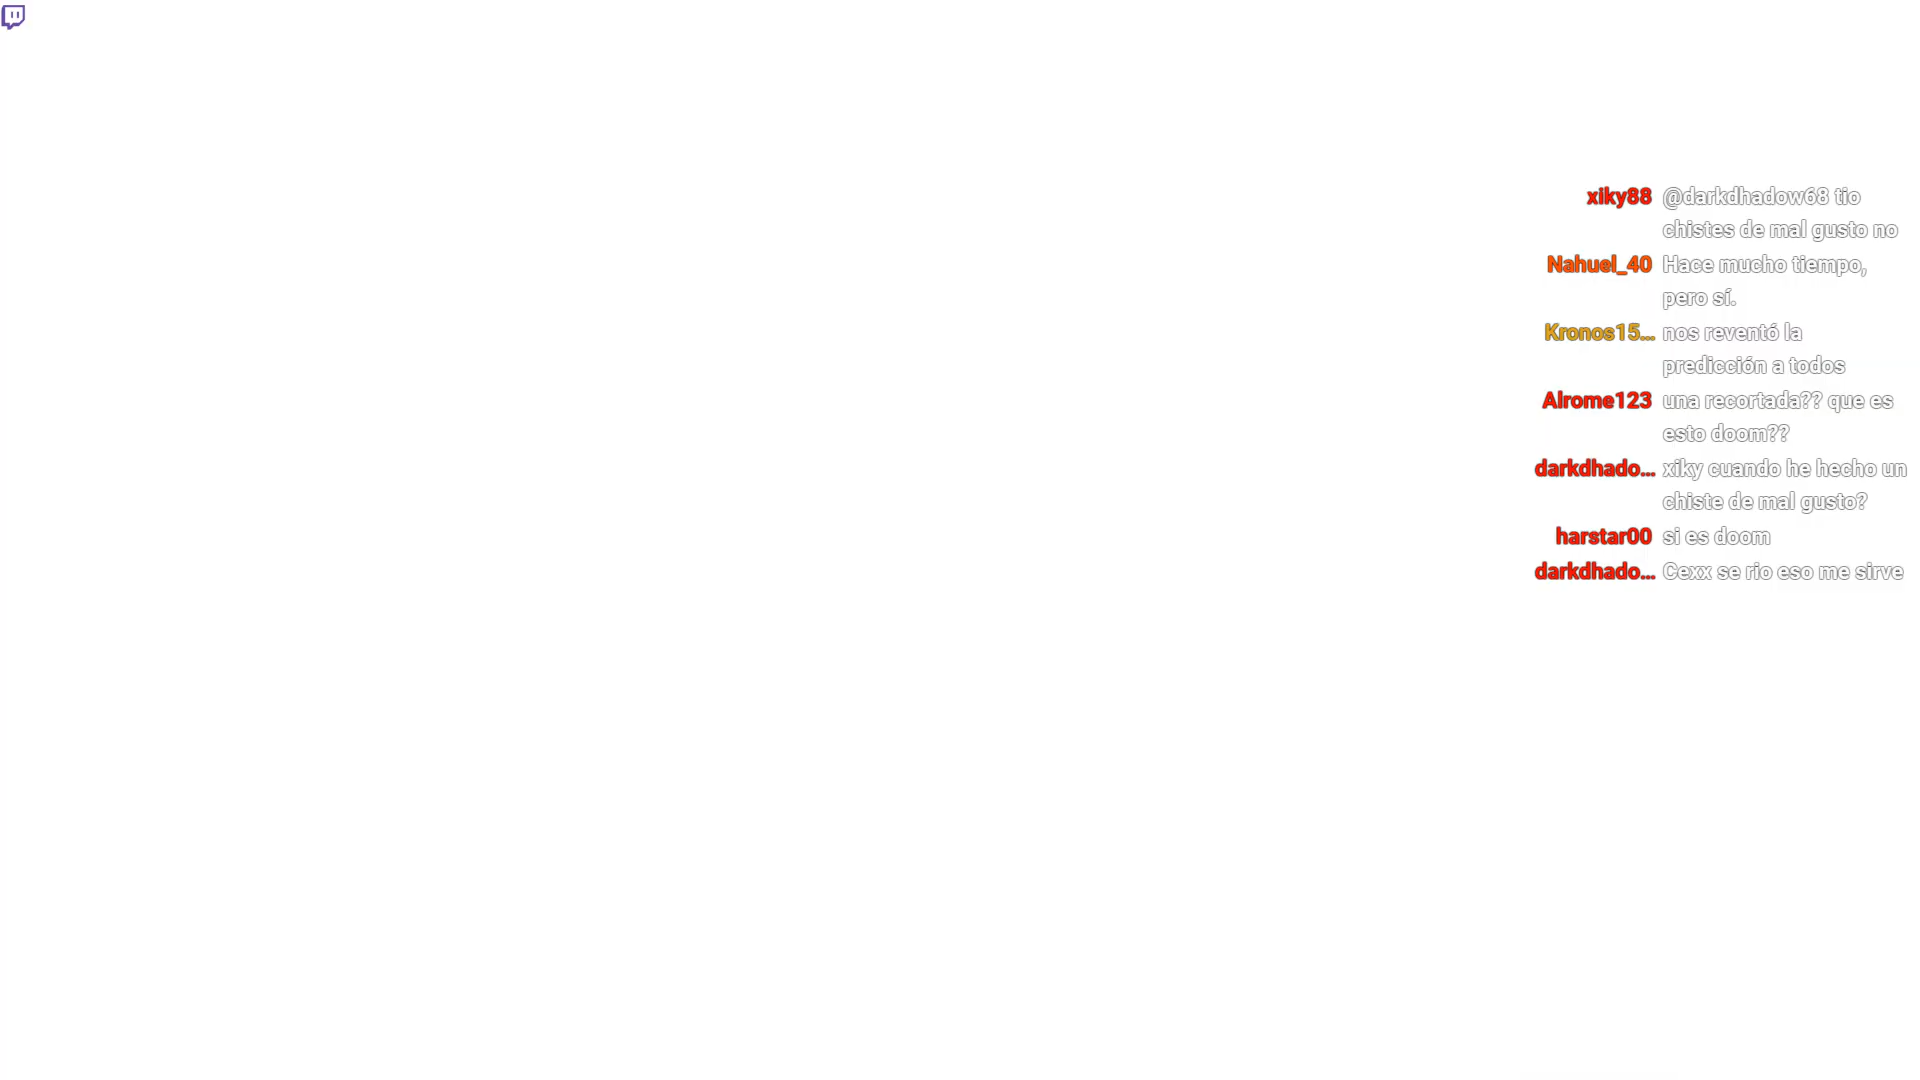 xiky88 @darkdhadow68 tio
chistes de mal gusto no
Nahuel_40 Hace mucho tiempo,
pero sí.
Kronos15... nos reventó la
predicción a todos
Alrome123 una recortada?? que es
esto doom??
darkdhado... xiky cuando he hecho un
chiste de mal gusto?
harstar00 si es doom
darkdhado... Cexx se rio eso me sirve